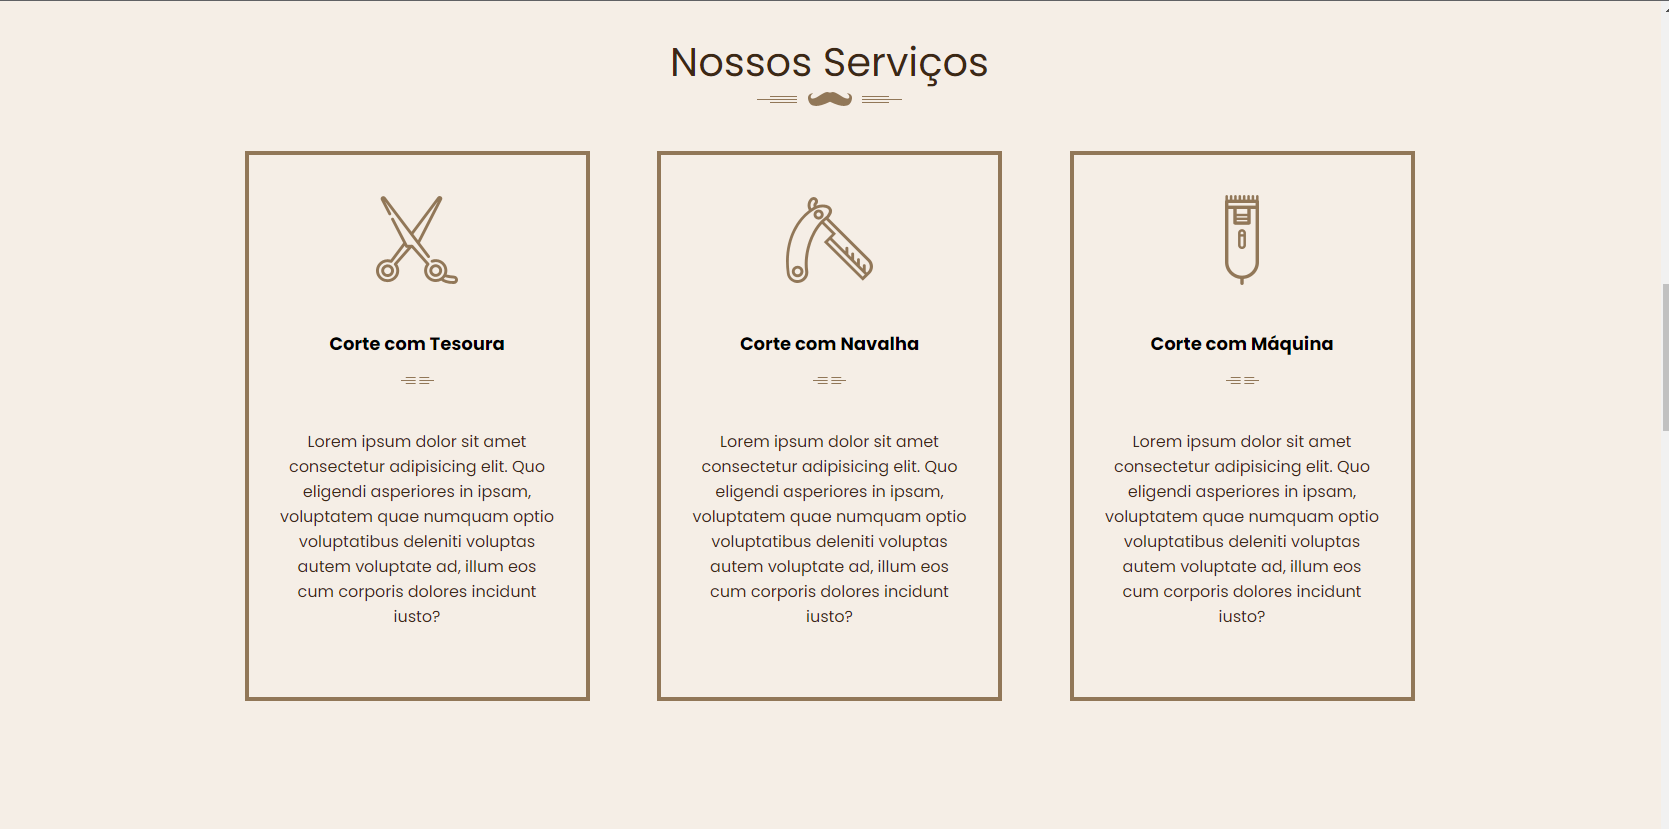 Nossos Serviços
Corte com Tesoura
Lorem ipsum dolor sit amet
consectetur adipisicing elit. Quo
eligendi asperiores in ipsam,
voluptatem quae numquam optio
voluptatibus deleniti voluptas
autem voluptate ad, illum eos
cum corporis dolores incidunt
iusto?
Corte com Navalha
Lorem ipsum dolor sit amet
consectetur adipisicing elit. Quo
eligendi asperiores in ipsam,
voluptatem quae numquam optio
voluptatibus deleniti voluptas
autem voluptate ad, illum eos
cum corporis dolores incidunt
iusto?
Corte com Máquina
Lorem ipsum dolor sit amet
consectetur adipisicing elit. Quo
eligendi asperiores in ipsam,
voluptatem quae numquam optio
voluptatibus deleniti voluptas
autem voluptate ad, illum eos
cum corporis dolores incidunt
iusto?